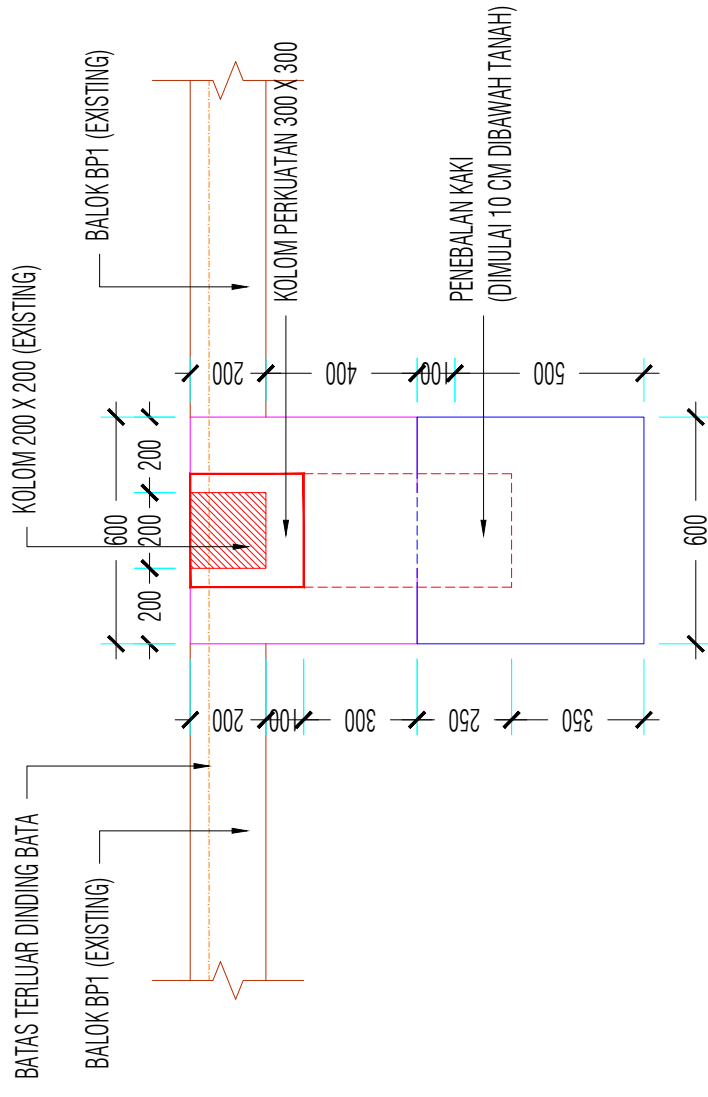 KOLOM 200 X 200 (EXISTING)
BALOK BP1 (EXISTING)
KOLOM PERKUATAN 300 X 300
PENEBALAN KAKI
(DIMULAI 10 CM DIBAWAH TANAH)
BATAS TERLUAR DINDING BATA
BALOK BP1 (EXISTING)
600
200
200
200
200
400
100
500
200
100
300
250
350
600